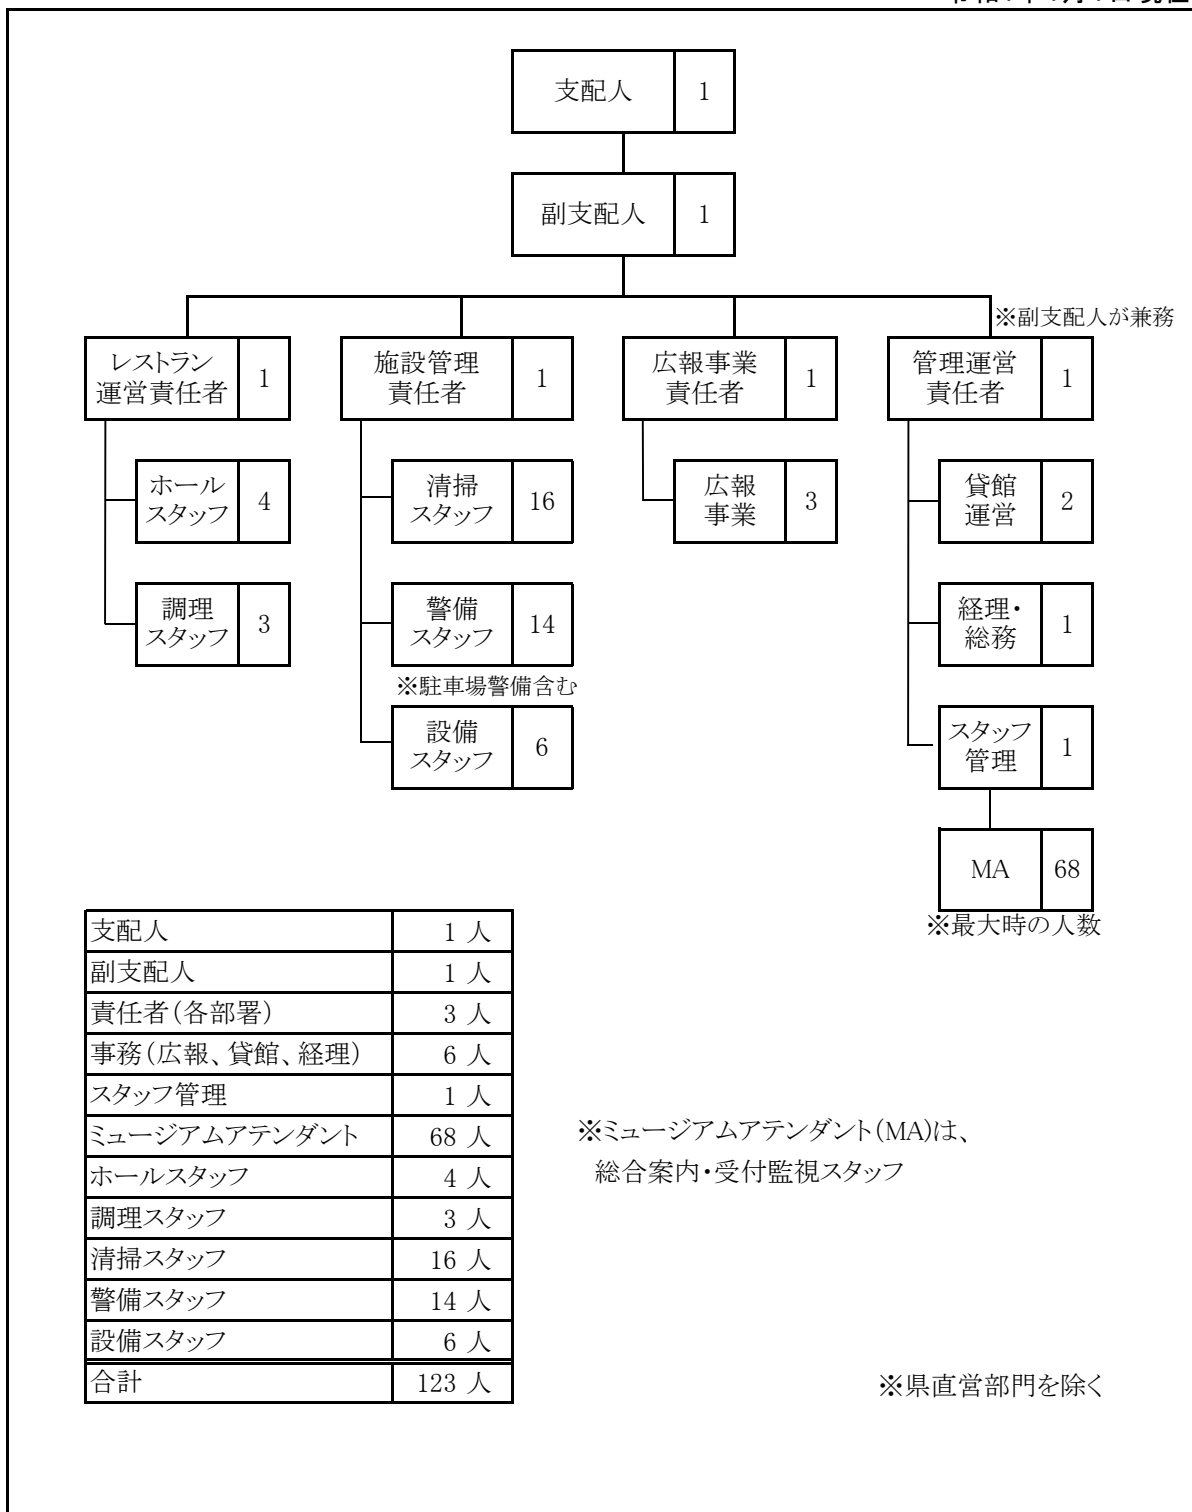 支配人 1
副支配人 1
※副支配人が兼務
レストラン
運営責任者 1
施設管理
責任者 1
広報事業
責任者 1
管理運営
責任者 1
ホール
スタッフ 4
清掃
スタッフ 16
広報
事業 3
貸館
運営 2
調理
スタッフ 3
警備
スタッフ 14
※駐車場警備含む
経理・
総務 1
設備
スタッフ 6
スタッフ
管理 1
MA 68
※最大時の人数
支配人 1 人
副支配人 1 人
責任者(各部署) 3 人
事務(広報、貸館、経理) 6 人
スタッフ管理 1 人
ミュージアムアテンダント 68 人
ホールスタッフ 4 人
調理スタッフ 3 人
清掃スタッフ 16 人
警備スタッフ 14 人
設備スタッフ 6 人
合計 123 人
※ミュージアムアテンダント(MA)は、
総合案内・受付監視スタッフ
※県直営部門を除く